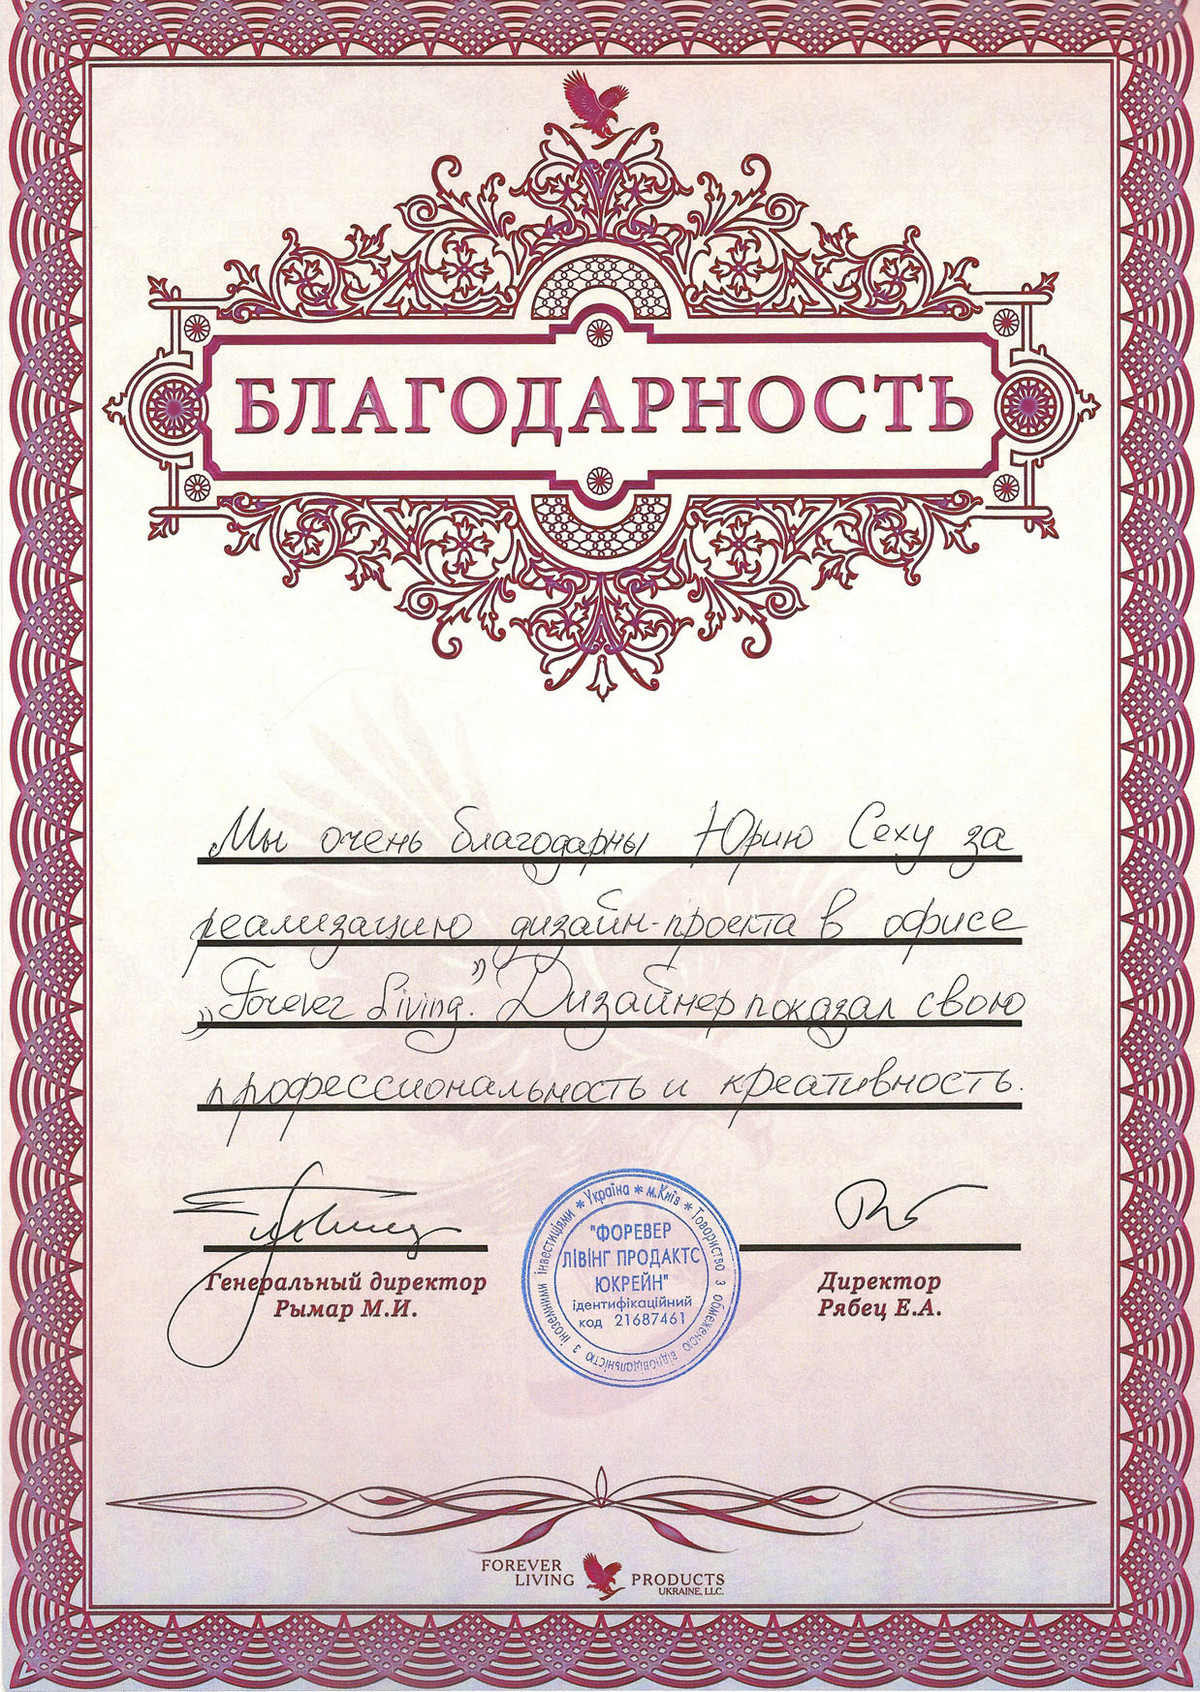 БЛАГОДАРНОСТЬ
Мы очень благодарны Юрию Сеху за
реализацию дизайн-проекта в офисе
„Forever Living.” Дизайнер показал свою
профессиональность и креативность.
Генеральный директор
Рымар М.И.
* Україна * м.Київ * Товариство з обмеженою відповідальністю з іноземними інвестиціями
"ФОРЕВЕР
ЛІВІНГ ПРОДАКТС
ЮКРЕЙН"
ідентифікаційний
код 21687461
Директор
Рябец Е.А.
FOREVER
LIVING PRODUCTS
UKRAINE, LLC.